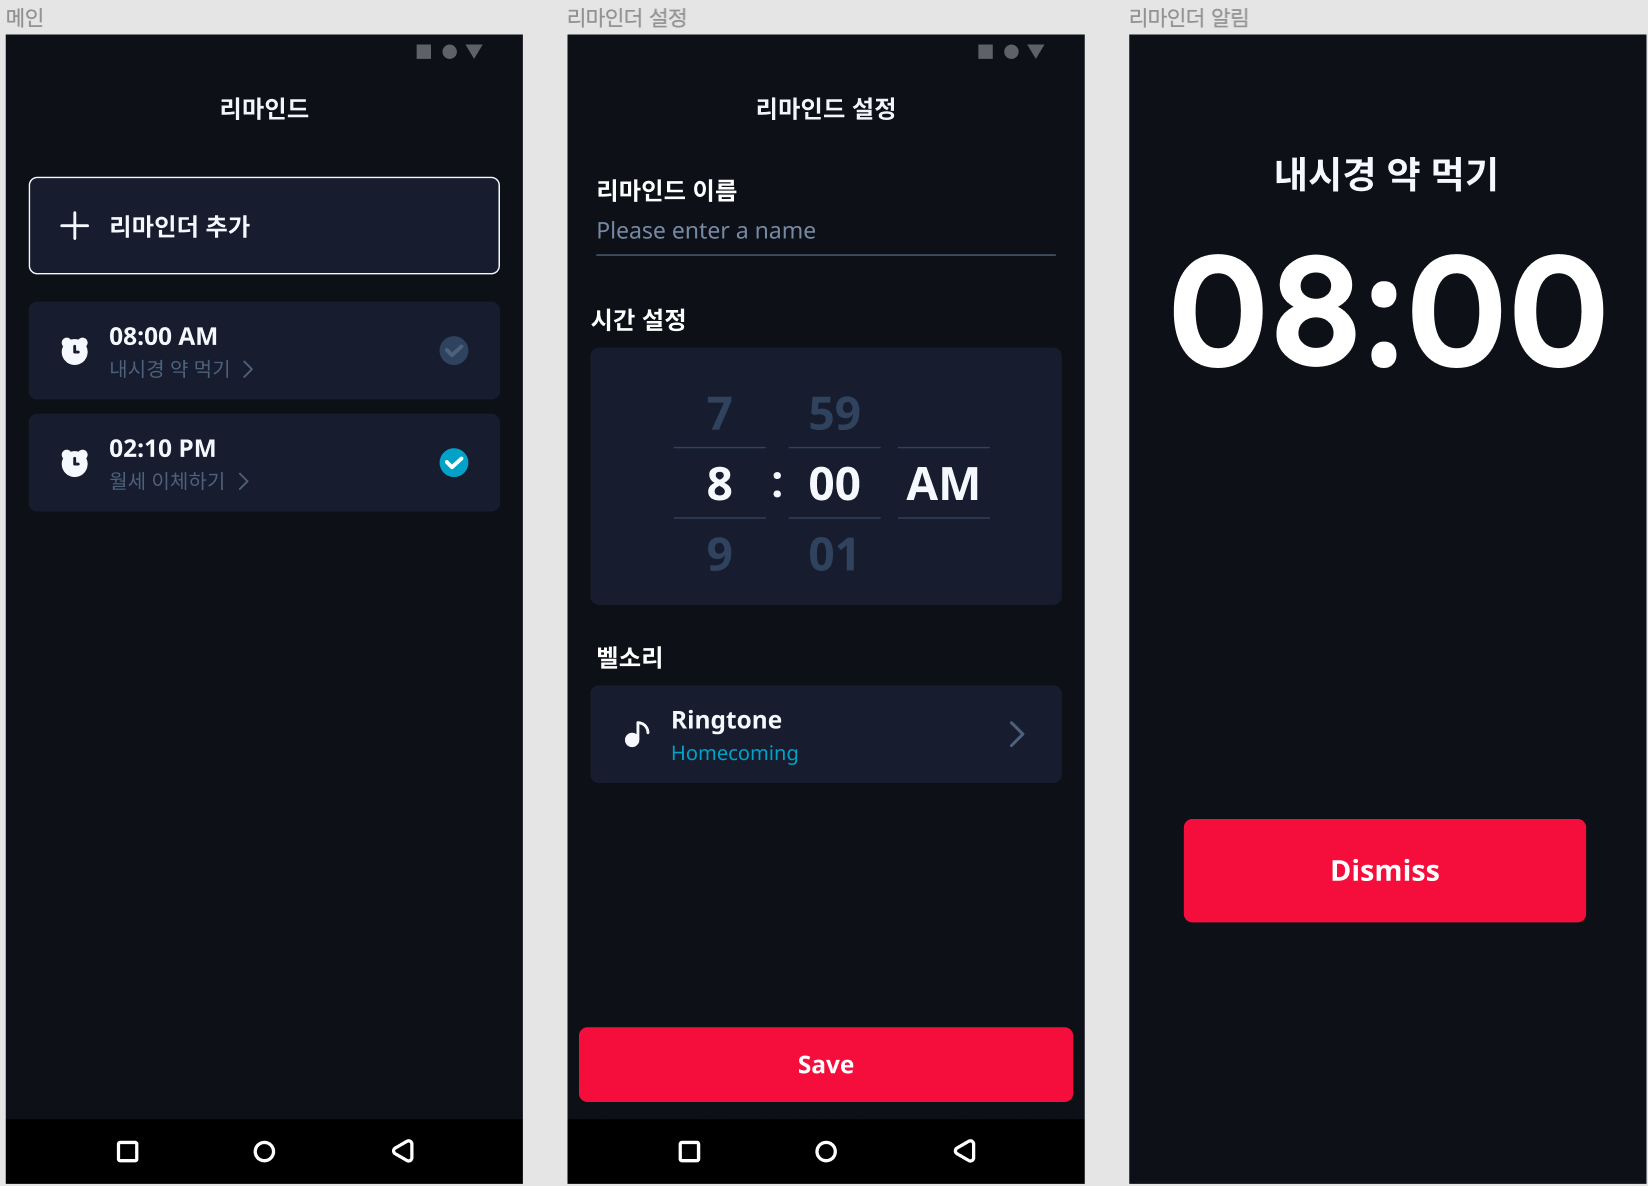 메인
리마인드
리마인더 추가
08:00 AM
내시경 약 먹기
02:10 PM
월세 이체하기
리마인더 설정
리마인드 설정
리마인드 이름
Please enter a name
시간 설정
7 59
8 : 00 AM
9 01
벨소리
Ringtone
Homecoming
Save
리마인더 알림
내시경 약 먹기
08:00
Dismiss